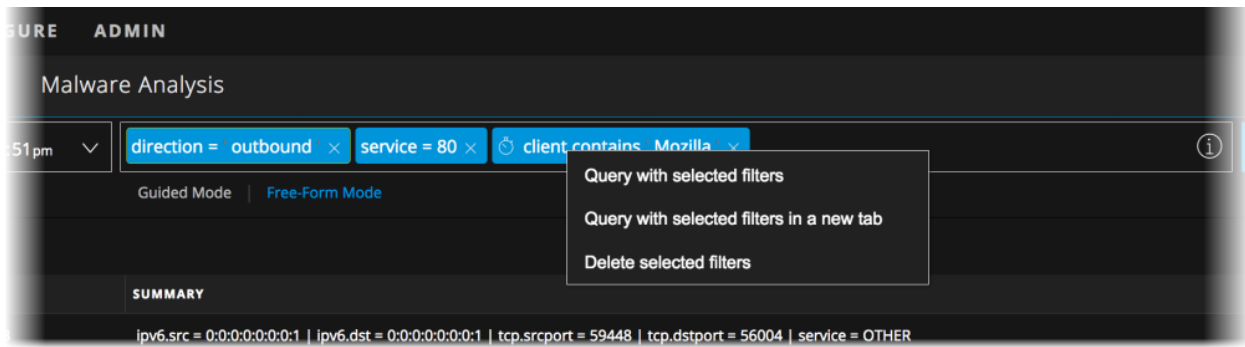 GURE ADMIN
Malware Analysis
:51 pm direction = outbound × service = 80 × client contains Mozilla ×
Guided Mode | Free-Form Mode
Query with selected filters
Query with selected filters in a new tab
Delete selected filters
SUMMARY
ipv6.src = 0:0:0:0:0:0:0:1 | ipv6.dst = 0:0:0:0:0:0:0:1 | tcp.srcport = 59448 | tcp.dstport = 56004 | service = OTHER